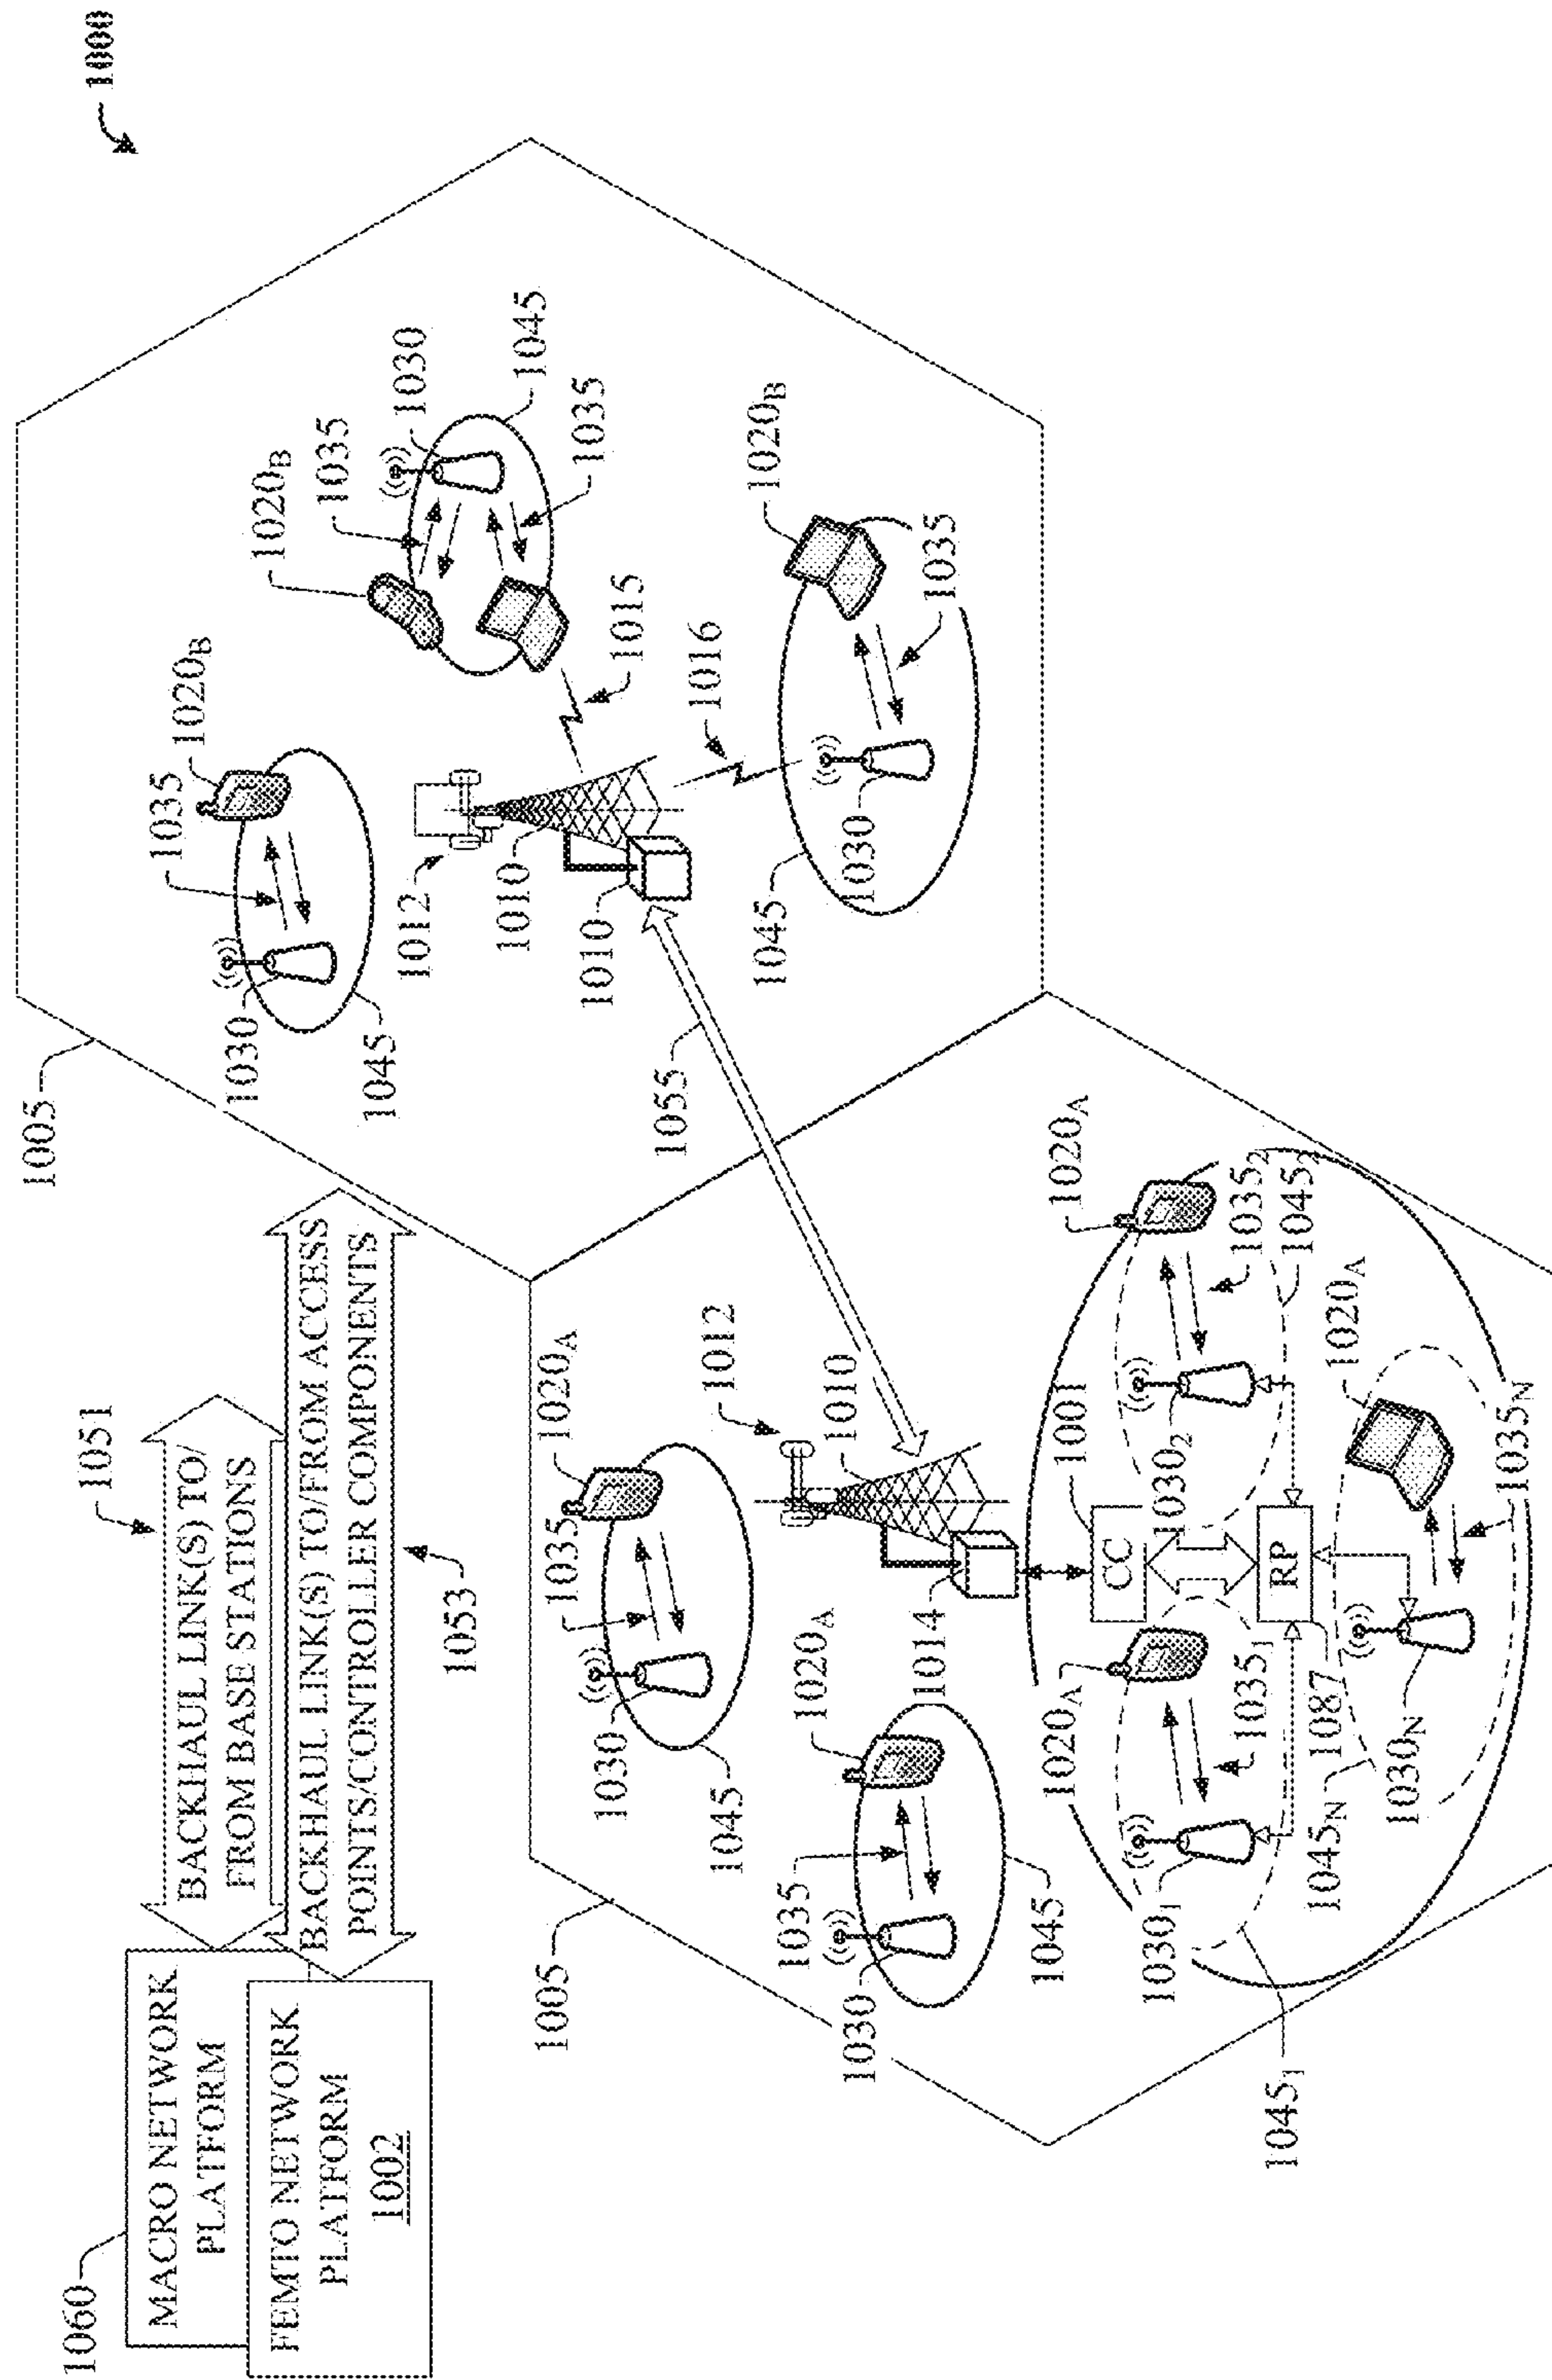 1000
1060
MACRO NETWORK
PLATFORM
FEMTO NETWORK
PLATFORM
1002
1051
BACKHAUL LINK(S) TO/
FROM BASE STATIONS
BACKHAUL LINK(S) TO/FROM ACCESS
POINTS/CONTROLLER COMPONENTS
1053
1005
1030
1035
1020B
1045
1012
1010
1010
1055
1020B
1035
1030
1045
1035
1015
1016
1020B
1045
1030
1035
1005
1030
1035
1020A
1045
1012
1010
1014
1030
1035
1020A
1045
1001
CC
RP
1020A
1020A
1020A
1030₁
1035₁
1045₁
1030₂
1035₂
1045₂
1030N
1035N
1045N
1087